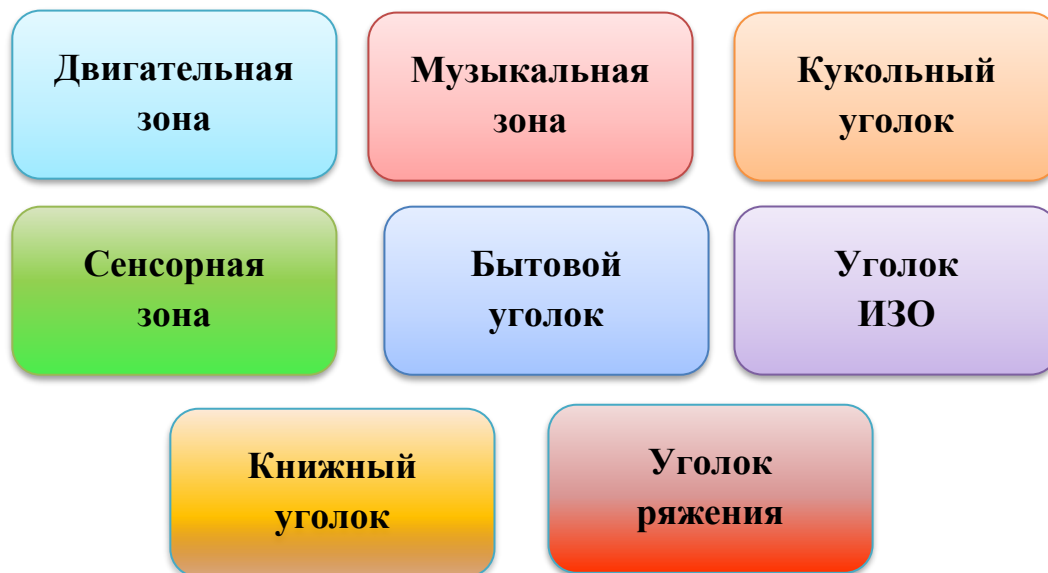 Двигательная
зона
Музыкальная
зона
Кукольный
уголок
Сенсорная
зона
Бытовой
уголок
Уголок
ИЗО
Книжный
уголок
Уголок
ряжения